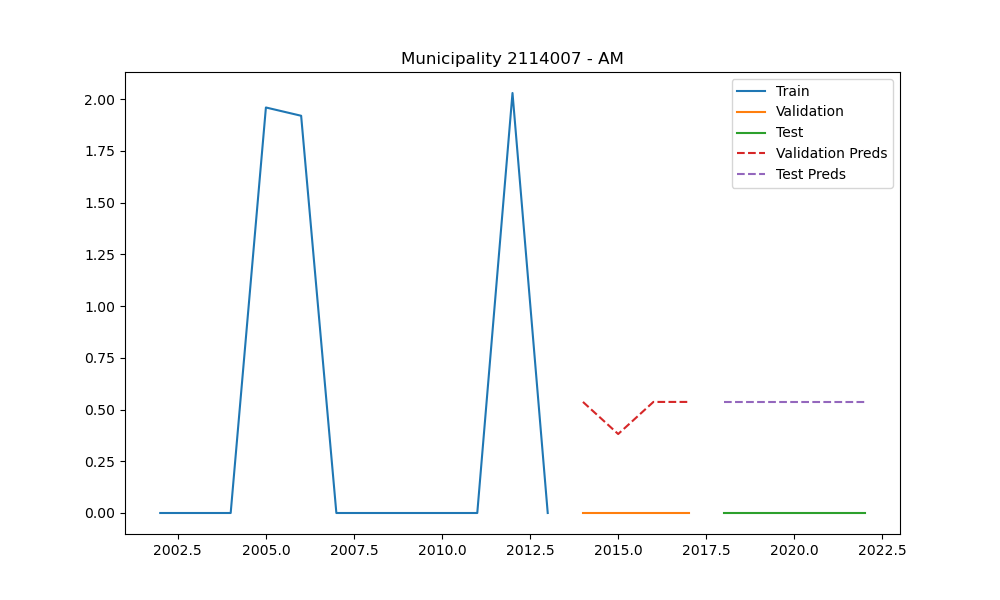 Municipality 2114007 - AM
2.00
1.75
1.50
1.25
1.00
0.75
0.50
0.25
0.00
Train
Validation
Test
Validation Preds
Test Preds
2002.5 2005.0 2007.5 2010.0 2012.5 2015.0 2017.5 2020.0 2022.5